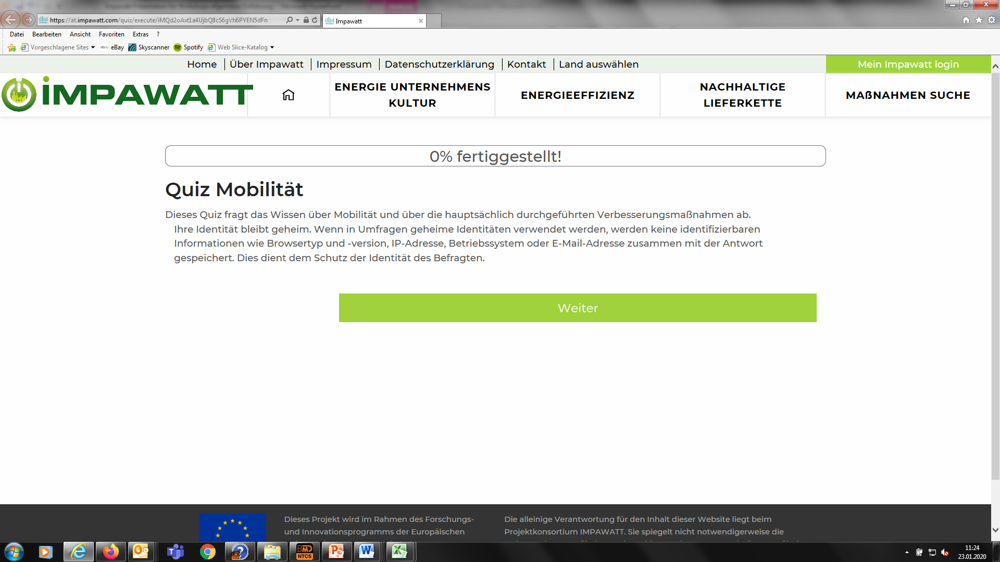 https://at.impawatt.com/quiz/execute/iMQd2oAxt1a4UjbQ8cS6gVh6PYEN5dFn
Impawatt
Datei Bearbeiten Ansicht Favoriten Extras ?
Vorgeschlagene Sites eBay Skyscanner Spotify Web Slice-Katalog
Home Über Impawatt Impressum Datenschutzerklärung Kontakt Land auswählen Mein Impawatt login
iMPAWATT
ENERGIE UNTERNEHMENS
KULTUR
ENERGIEEFFIZIENZ
NACHHALTIGE
LIEFERKETTE
MAßNAHMEN SUCHE
0% fertiggestellt!
Quiz Mobilität
Dieses Quiz fragt das Wissen über Mobilität und über die hauptsächlich durchgeführten Verbesserungsmaßnahmen ab.
Ihre Identität bleibt geheim. Wenn in Umfragen geheime Identitäten verwendet werden, werden keine identifizierbaren
Informationen wie Browsertyp und -version, IP-Adresse, Betriebssystem oder E-Mail-Adresse zusammen mit der Antwort
gespeichert. Dies dient dem Schutz der Identität des Befragten.
Weiter
Dieses Projekt wird im Rahmen des Forschungs-
und Innovationsprogramms der Europäischen
Die alleinige Verantwortung für den Inhalt dieser Website liegt beim
Projektkonsortium IMPAWATT. Sie spiegelt nicht notwendigerweise die
BMD
NTCS
11:24
23.01.2020